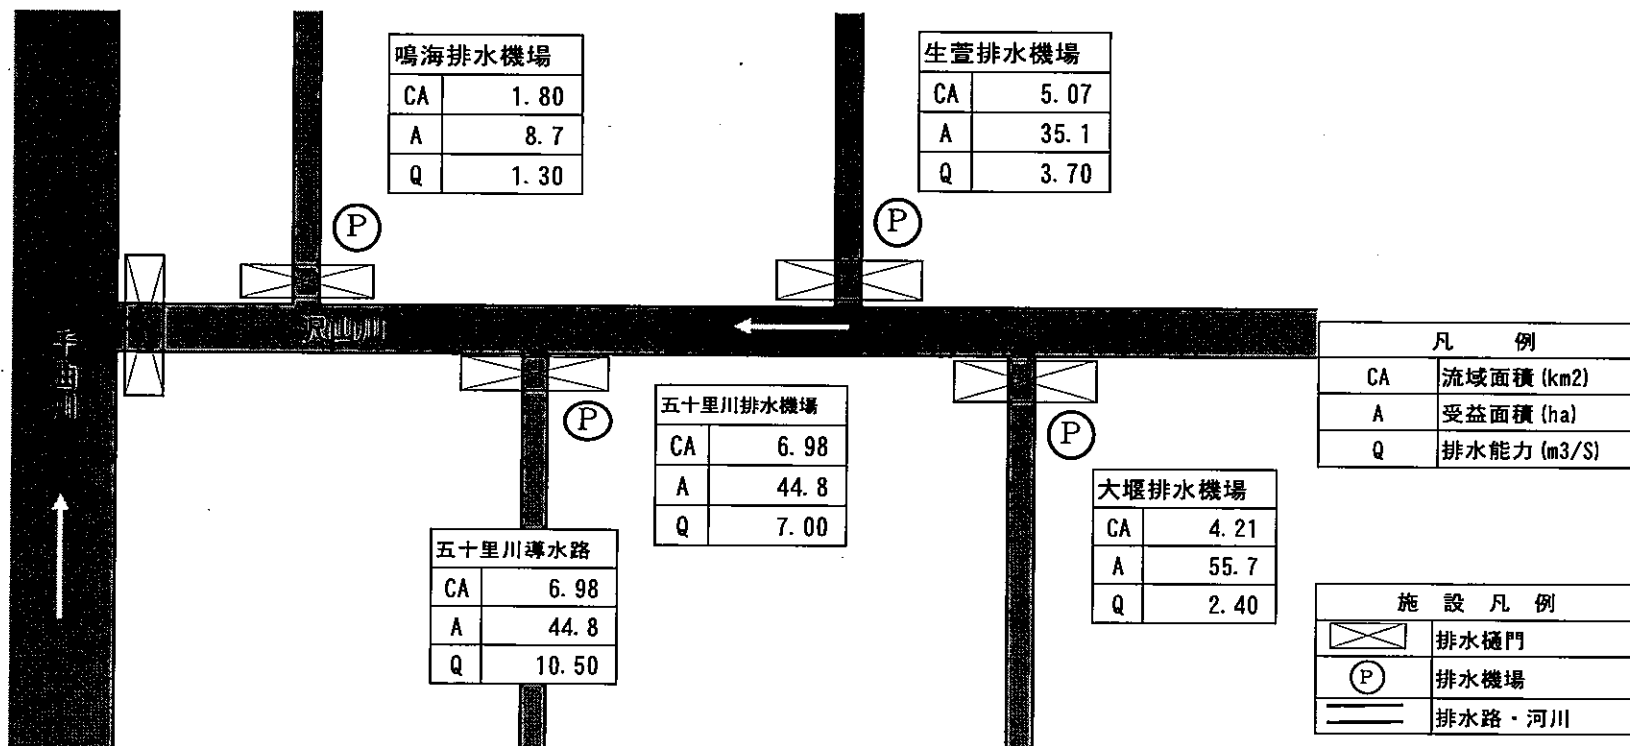 鳴海排水機場
CA 1.80
A 8.7
Q 1.30
生萱排水機場
CA 5.07
A 35.1
Q 3.70
P
P
千曲川
沢山川
五十里川排水機場
CA 6.98
A 44.8
Q 7.00
P
P
五十里川導水路
CA 6.98
A 44.8
Q 10.50
大堰排水機場
CA 4.21
A 55.7
Q 2.40
凡 例
CA 流域面積(km2)
A 受益面積(ha)
Q 排水能力(m3/S)
施 設 凡 例
排水樋門
P 排水機場
排水路・河川